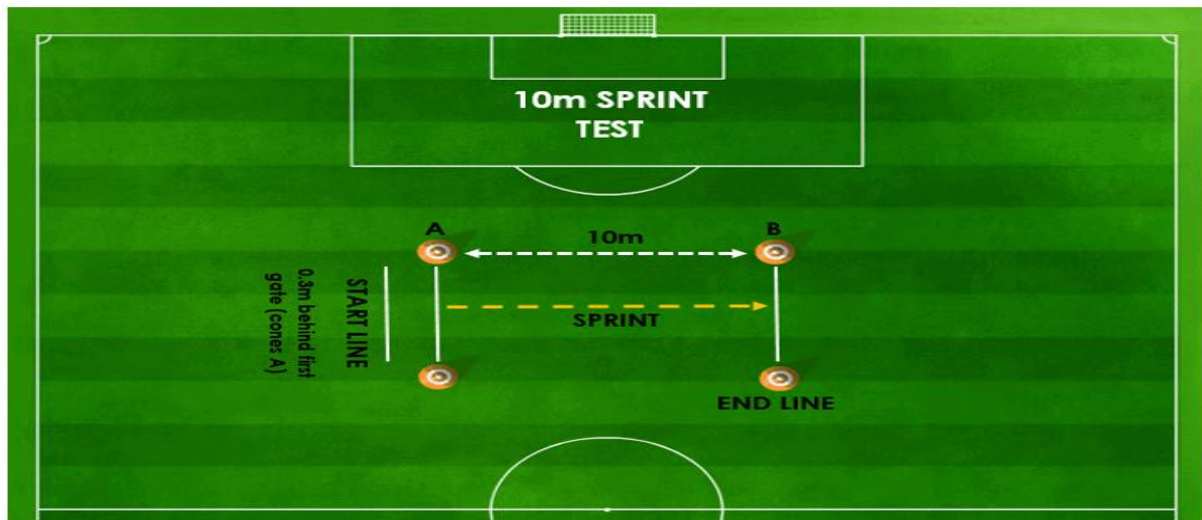 10m SPRINT
TEST
A
B
10m
SPRINT
START LINE
0.3m behind first
gate (cones A)
END LINE